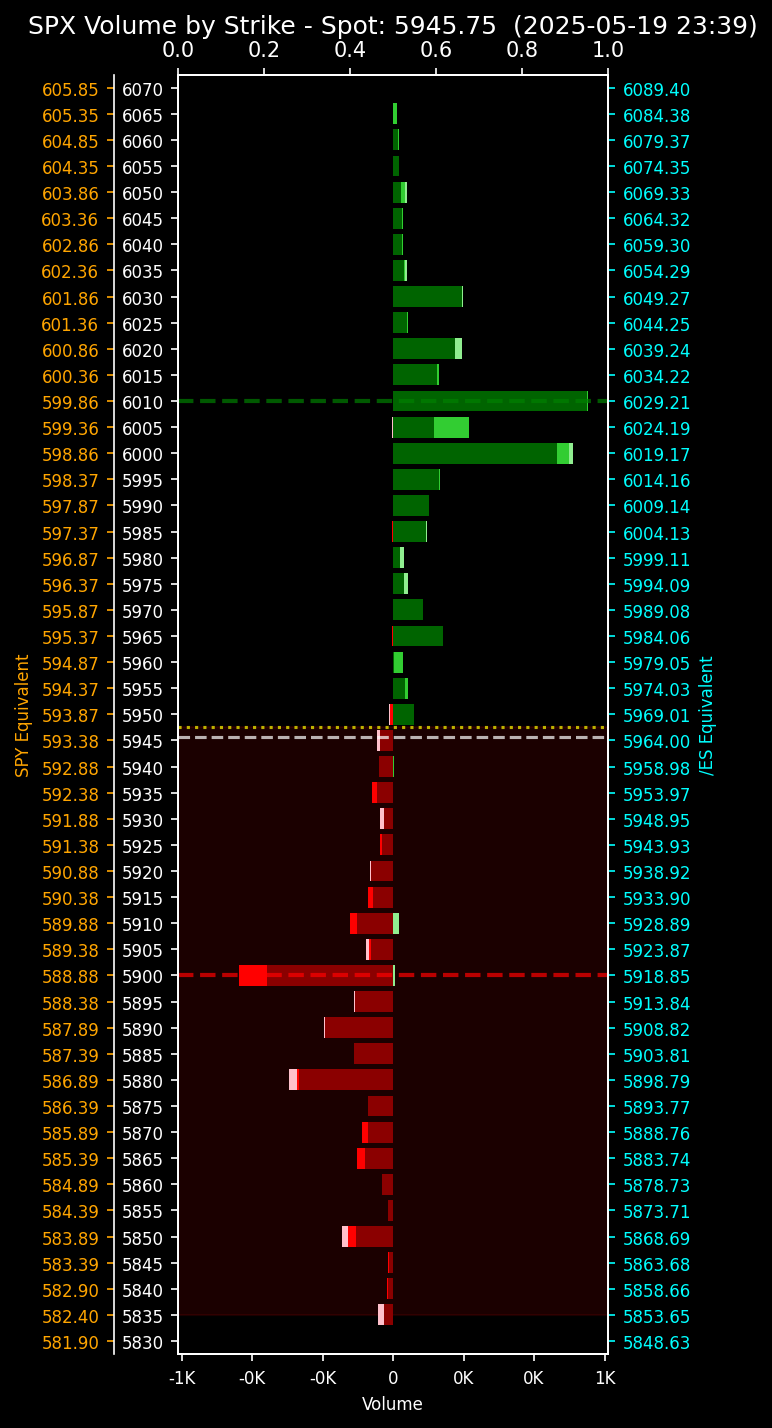 SPX Volume by Strike - Spot: 5945.75 (2025-05-19 23:39)
0.0 0.2 0.4 0.6 0.8 1.0
605.85 6070 6089.40
605.35 6065 6084.38
604.85 6060 6079.37
604.35 6055 6074.35
603.86 6050 6069.33
603.36 6045 6064.32
602.86 6040 6059.30
602.36 6035 6054.29
601.86 6030 6049.27
601.36 6025 6044.25
600.86 6020 6039.24
600.36 6015 6034.22
599.86 6010 6029.21
599.36 6005 6024.19
598.86 6000 6019.17
598.37 5995 6014.16
597.87 5990 6009.14
597.37 5985 6004.13
596.87 5980 5999.11
596.37 5975 5994.09
595.87 5970 5989.08
595.37 5965 5984.06
594.87 5960 5979.05
594.37 5955 5974.03
593.87 5950 5969.01
593.38 5945 5964.00
592.88 5940 5958.98
592.38 5935 5953.97
591.88 5930 5948.95
591.38 5925 5943.93
590.88 5920 5938.92
590.38 5915 5933.90
589.88 5910 5928.89
589.38 5905 5923.87
588.88 5900 5918.85
588.38 5895 5913.84
587.89 5890 5908.82
587.39 5885 5903.81
586.89 5880 5898.79
586.39 5875 5893.77
585.89 5870 5888.76
585.39 5865 5883.74
584.89 5860 5878.73
584.39 5855 5873.71
583.89 5850 5868.69
583.39 5845 5863.68
582.90 5840 5858.66
582.40 5835 5853.65
581.90 5830 5848.63
SPY Equivalent
/ES Equivalent
-1K -0K -0K 0 0K 0K 1K
Volume